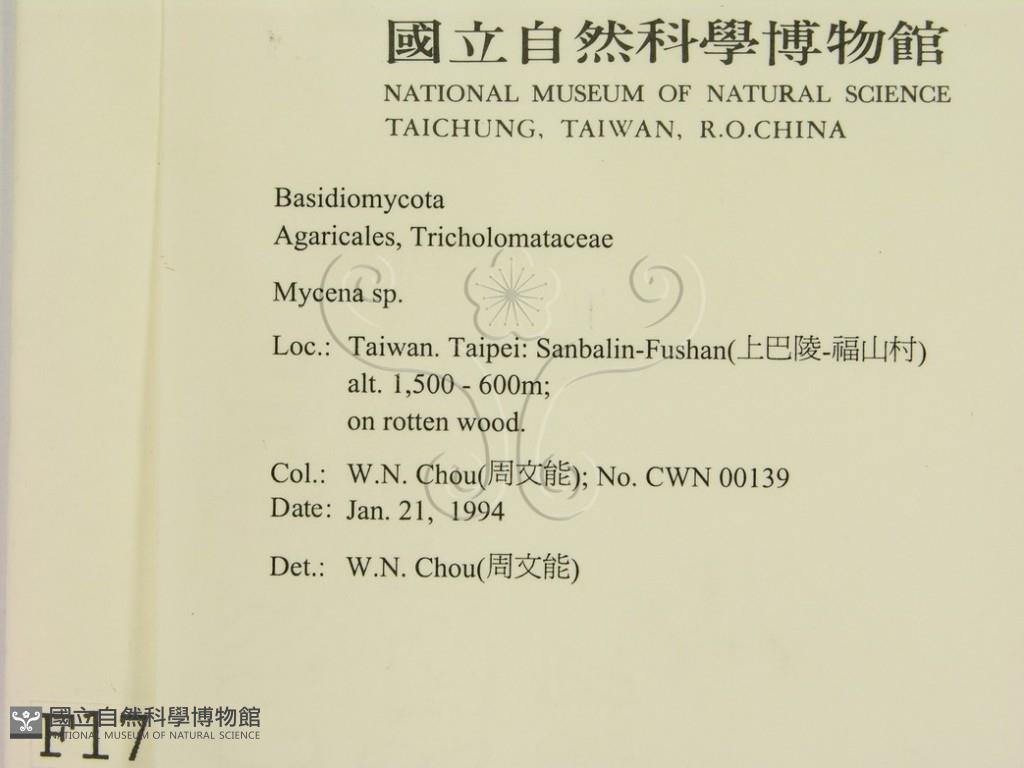 國立自然科學博物館
NATIONAL MUSEUM OF NATURAL SCIENCE
TAICHUNG, TAIWAN, R.O.CHINA
Basidiomycota
Agaricales, Tricholomataceae
Mycena sp.
Loc.: Taiwan. Taipei: Sanbalin-Fushan(上巴陵-福山村)
alt. 1,500 - 600m;
on rotten wood.
Col.: W.N. Chou(周文能); No. CWN 00139
Date: Jan. 21, 1994
Det.: W.N. Chou(周文能)
國立自然科學博物館
NATIONAL MUSEUM OF NATURAL SCIENCE
F17